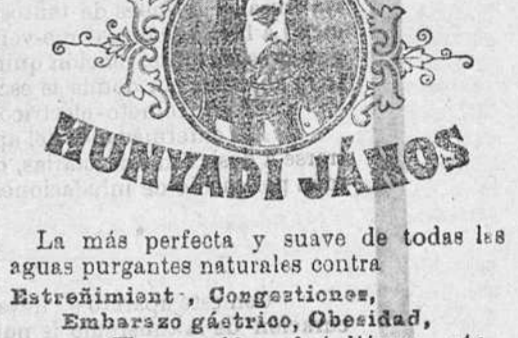 HUNYADI JÁNOS
La más perfecta y suave de todas las
aguas purgantes naturales contra
Estreñimient , Congestiones,
Embarazo gástrico, Obesidad,